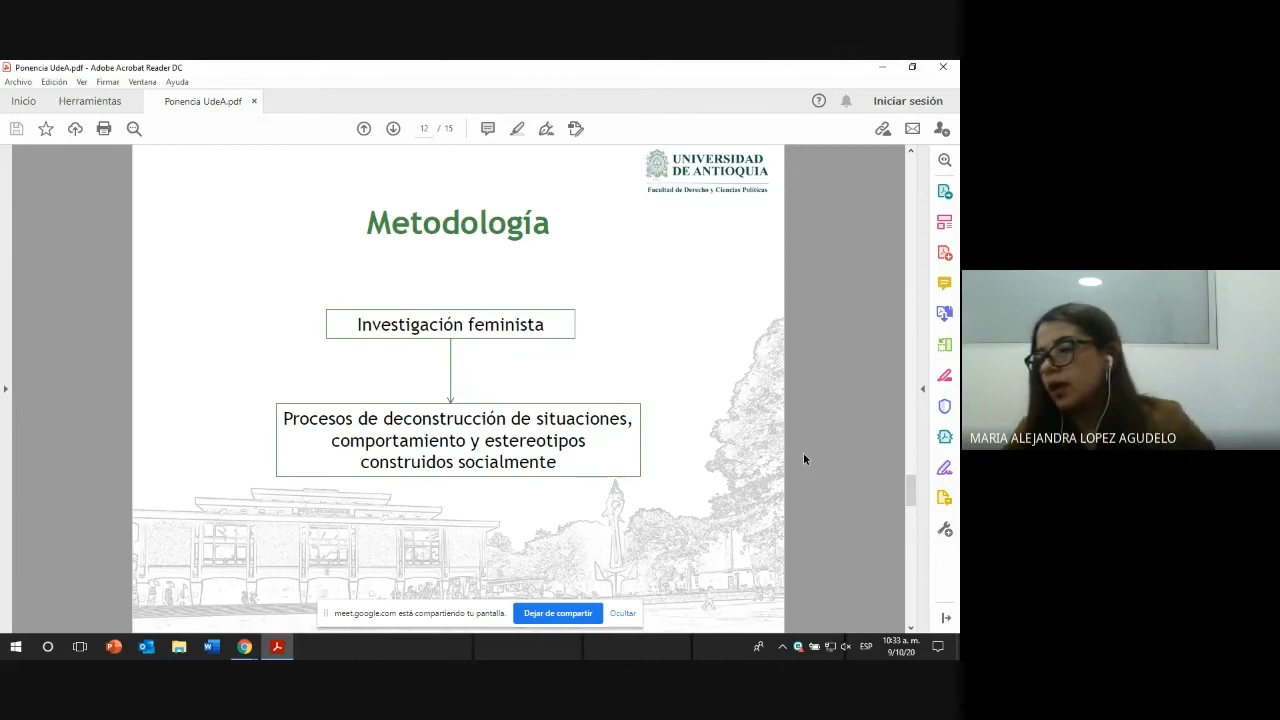 Ponencia UdeA.pdf - Adobe Acrobat Reader DC
Archivo Edición Ver Firmar Ventana Ayuda
Inicio Herramientas Ponencia UdeA.pdf × Iniciar sesión
12 / 15
UNIVERSIDAD
DE ANTIOQUIA
Facultad de Derecho y Ciencias Políticas
Metodología
Investigación feminista
Procesos de deconstrucción de situaciones,
comportamiento y estereotipos
construidos socialmente
MARIA ALEJANDRA LOPEZ AGUDELO
meet.google.com está compartiendo tu pantalla. Dejar de compartir Ocultar
ESP
10:33 a. m.
9/10/20